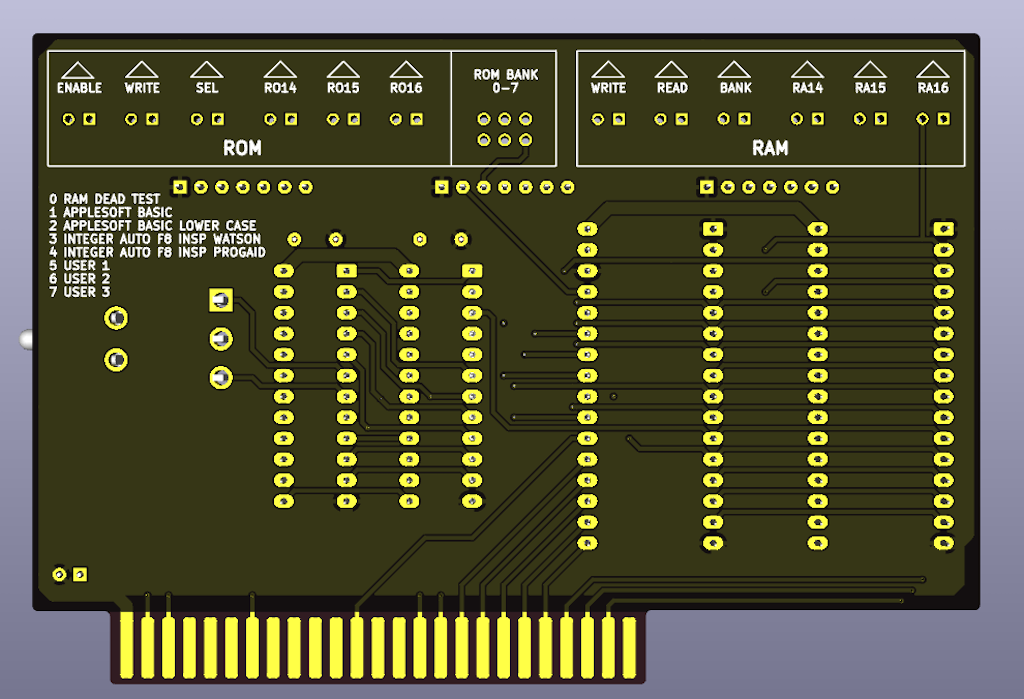 ENABLE WRITE SEL RO14 RO15 RO16
ROM
ROM BANK
0-7
WRITE READ BANK RA14 RA15 RA16
RAM
0 RAM DEAD TEST
1 APPLESOFT BASIC
2 APPLESOFT BASIC LOWER CASE
3 INTEGER AUTO F8 INSP WATSON
4 INTEGER AUTO F8 INSP PROGAID
5 USER 1
6 USER 2
7 USER 3